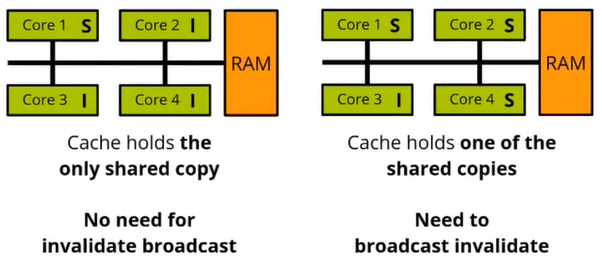 Core 1 S
Core 2 I
RAM
Core 3 I
Core 4 I
Cache holds the
only shared copy
No need for
invalidate broadcast
Core 1 S
Core 2 S
RAM
Core 3 I
Core 4 S
Cache holds one of the
shared copies
Need to
broadcast invalidate